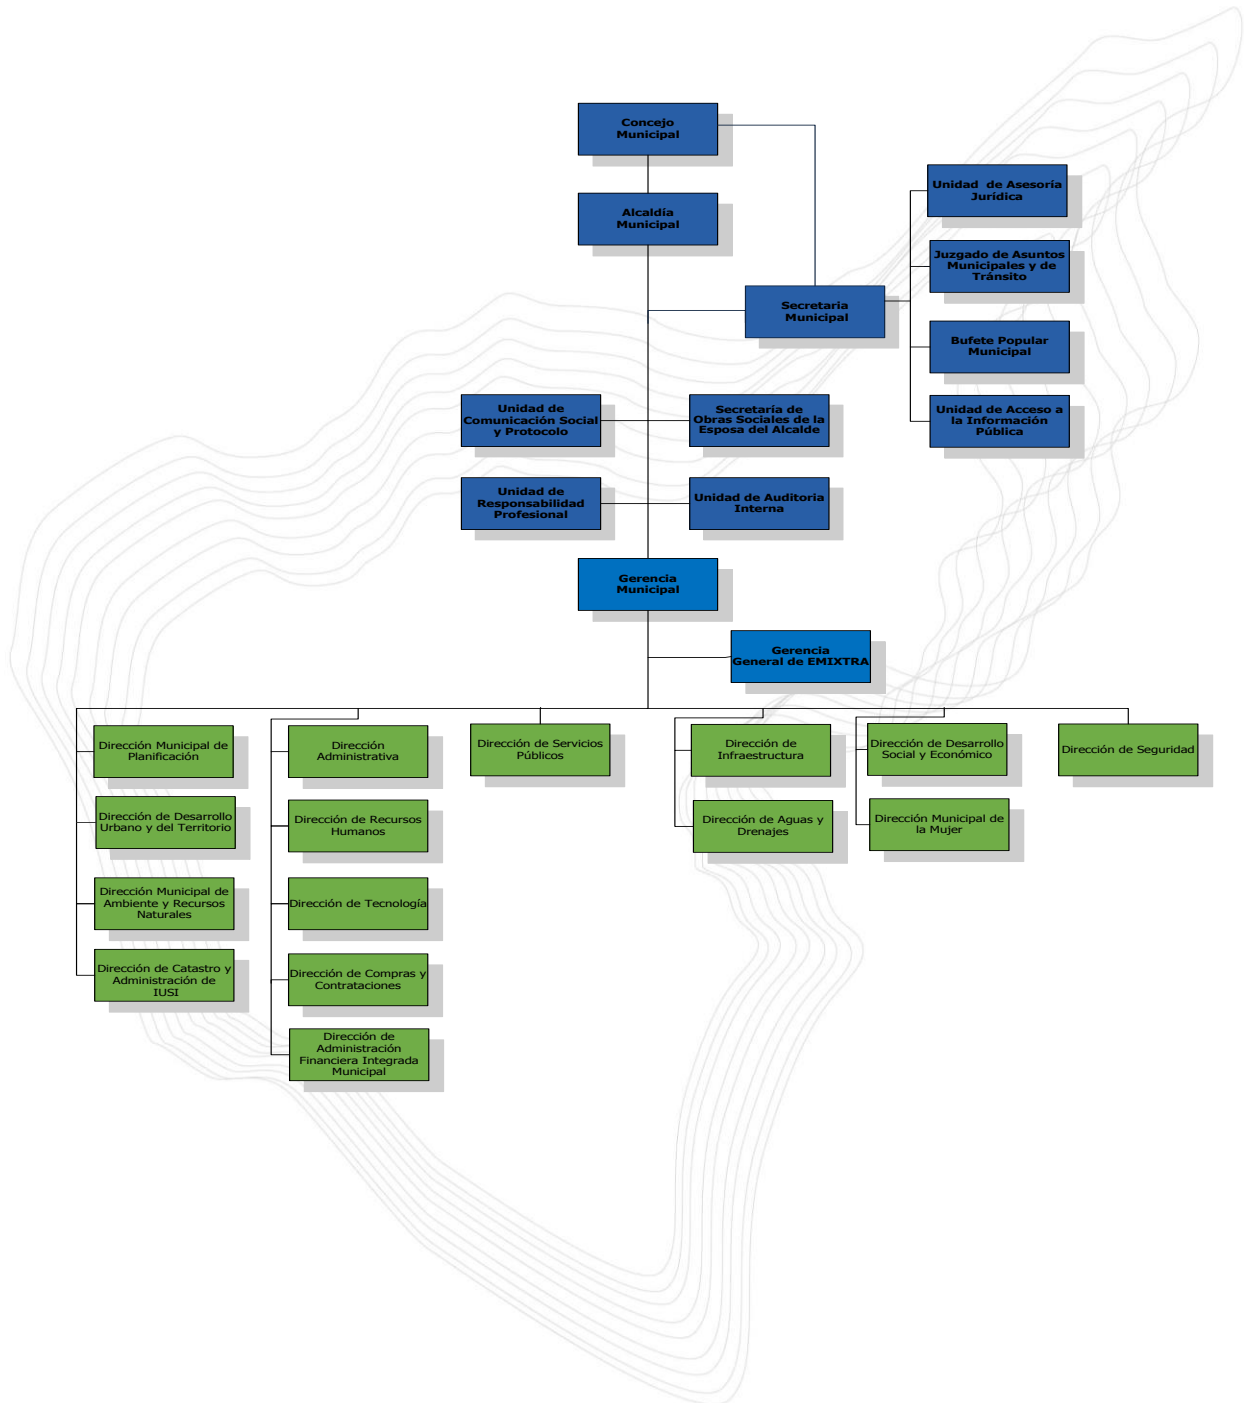 Concejo
Municipal
Alcaldía
Municipal
Unidad de Asesoría
Jurídica
Juzgado de Asuntos
Municipales y de
Tránsito
Secretaria
Municipal
Bufete Popular
Municipal
Unidad de Acceso a
la Información
Pública
Unidad de
Comunicación Social
y Protocolo
Secretaría de
Obras Sociales de la
Esposa del Alcalde
Unidad de
Responsabilidad
Profesional
Unidad de Auditoria
Interna
Gerencia
Municipal
Gerencia
General de EMIXTRA
Dirección Municipal de
Planificación
Dirección de Desarrollo
Urbano y del Territorio
Dirección Municipal de
Ambiente y Recursos
Naturales
Dirección de Catastro y
Administración de
IUSI
Dirección
Administrativa
Dirección de Recursos
Humanos
Dirección de Tecnología
Dirección de Compras y
Contrataciones
Dirección de
Administración
Financiera Integrada
Municipal
Dirección de Servicios
Públicos
Dirección de
Infraestructura
Dirección de Aguas y
Drenajes
Dirección de Desarrollo
Social y Económico
Dirección Municipal de
la Mujer
Dirección de Seguridad